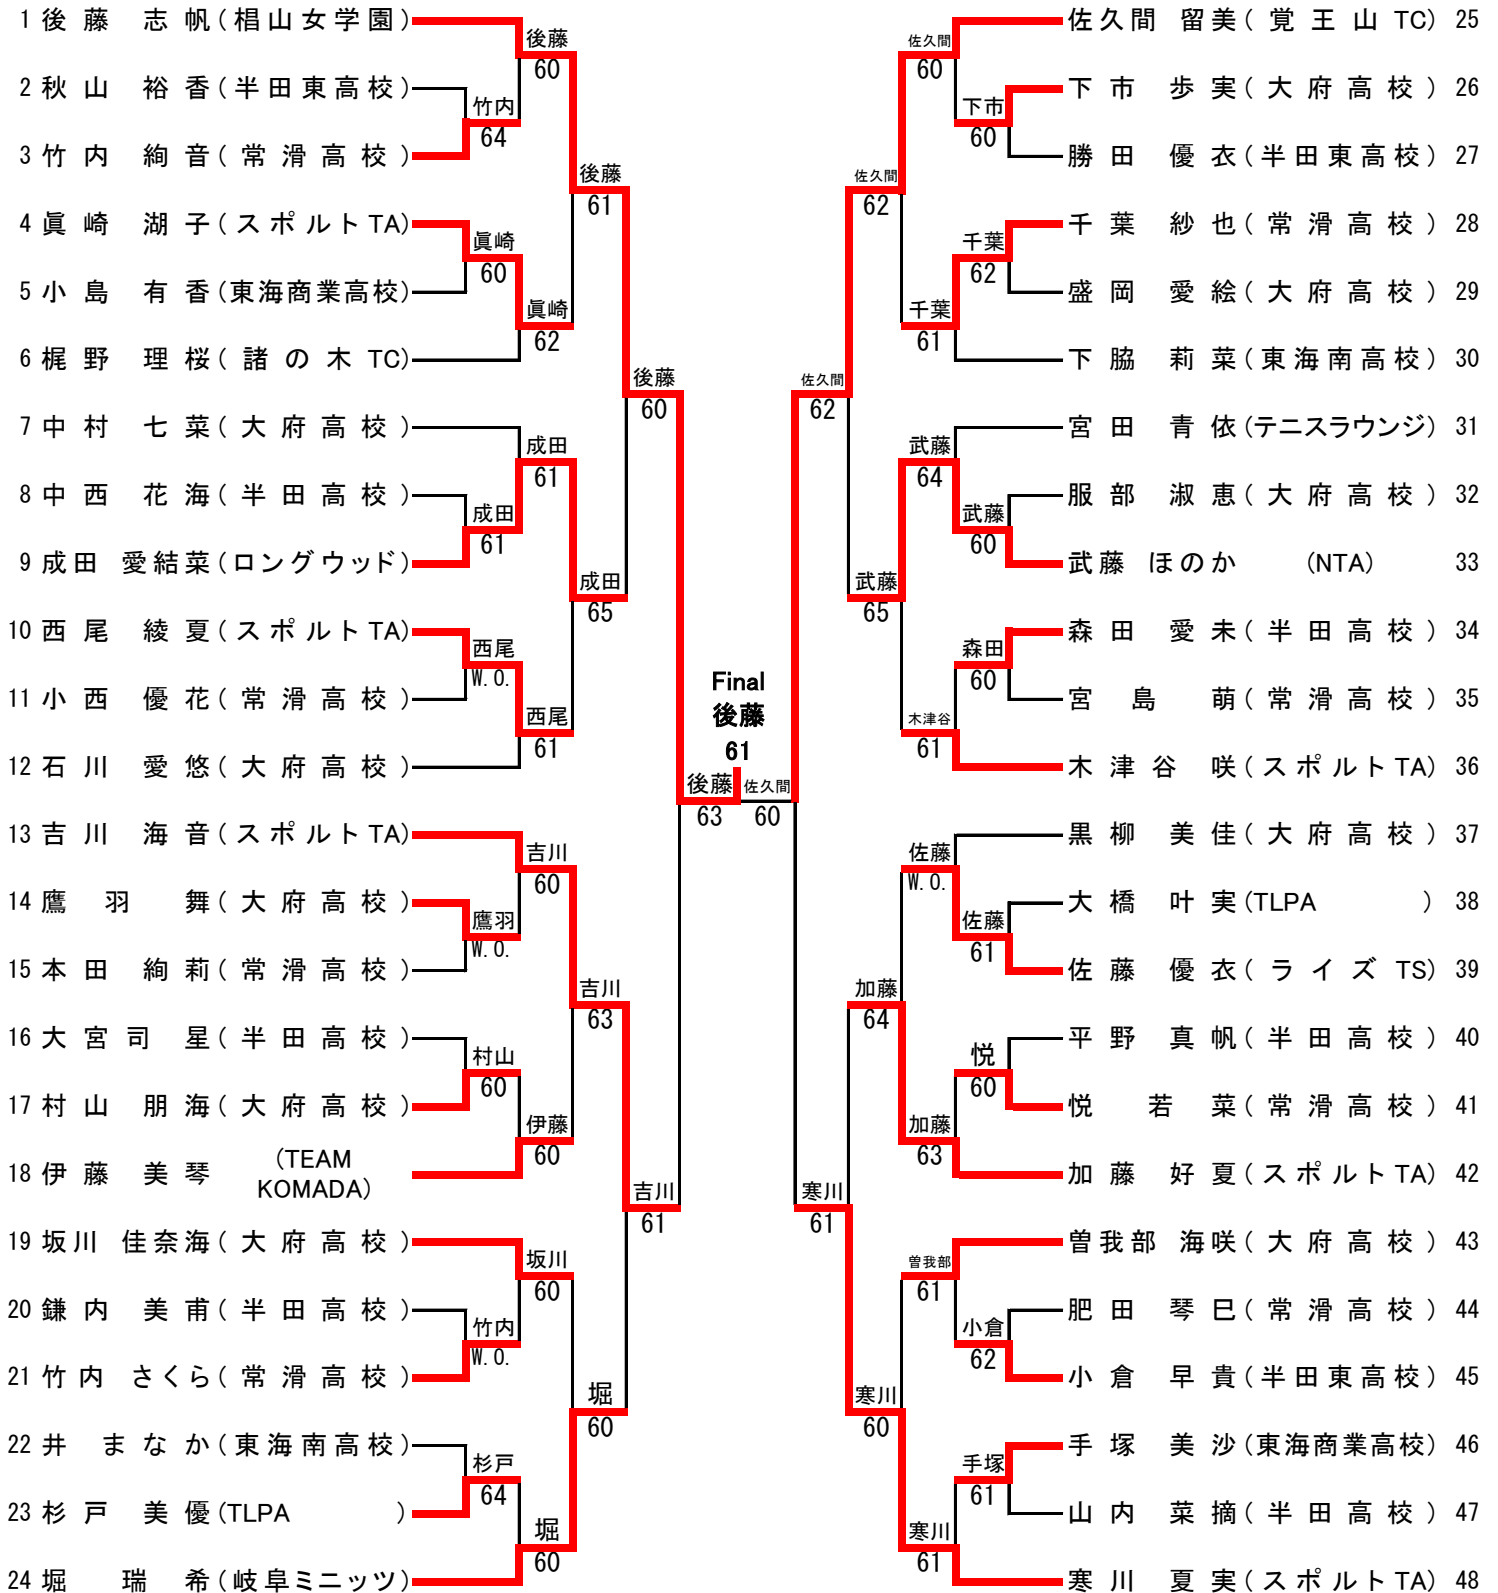 1 後藤 志帆(椙山女学園)
2 秋山 裕香(半田東高校)
3 竹内 絢音(常滑高校)
4 眞崎 湖子(スポルトTA)
5 小島 有香(東海商業高校)
6 梶野 理桜(諸の木TC)
7 中村 七菜(大府高校)
8 中西 花海(半田高校)
9 成田 愛結菜(ロングウッド)
10 西尾 綾夏(スポルトTA)
11 小西 優花(常滑高校)
12 石川 愛悠(大府高校)
13 吉川 海音(スポルトTA)
14 鷹羽 舞(大府高校)
15 本田 絢莉(常滑高校)
16 大宮司 星(半田高校)
17 村山 朋海(大府高校)
18 伊藤 美琴 (TEAM
KOMADA)
19 坂川 佳奈海(大府高校)
20 鎌内 美甫(半田高校)
21 竹内 さくら(常滑高校)
22 井 まなか(東海南高校)
23 杉戸 美優(TLPA )
24 堀 瑞希(岐阜ミニッツ)
竹内
64
眞崎
60
成田
61
西尾
W.O.
鷹羽
W.O.
村山
60
竹内
W.O.
杉戸
64
後藤
60
眞崎
62
成田
61
西尾
61
吉川
60
伊藤
60
坂川
60
堀
60
後藤
61
成田
65
吉川
63
堀
60
後藤
60
吉川
61
後藤
63
Final
後藤
61
佐久間
60
佐久間
62
寒川
61
佐久間
62
武藤
65
加藤
64
寒川
60
佐久間
60
千葉
61
武藤
64
木津谷
61
佐藤
W.O.
加藤
63
曽我部
61
寒川
61
下市
60
千葉
62
武藤
60
森田
60
佐藤
61
悦
60
小倉
62
手塚
61
佐久間 留美(覚王山TC) 25
下市 歩実(大府高校) 26
勝田 優衣(半田東高校) 27
千葉 紗也(常滑高校) 28
盛岡 愛絵(大府高校) 29
下脇 莉菜(東海南高校) 30
宮田 青依(テニスラウンジ) 31
服部 淑恵(大府高校) 32
武藤 ほのか (NTA) 33
森田 愛未(半田高校) 34
宮島 萌(常滑高校) 35
木津谷 咲(スポルトTA) 36
黒柳 美佳(大府高校) 37
大橋 叶実(TLPA ) 38
佐藤 優衣(ライズTS) 39
平野 真帆(半田高校) 40
悦 若菜(常滑高校) 41
加藤 好夏(スポルトTA) 42
曽我部 海咲(大府高校) 43
肥田 琴巳(常滑高校) 44
小倉 早貴(半田東高校) 45
手塚 美沙(東海商業高校) 46
山内 菜摘(半田高校) 47
寒川 夏実(スポルトTA) 48